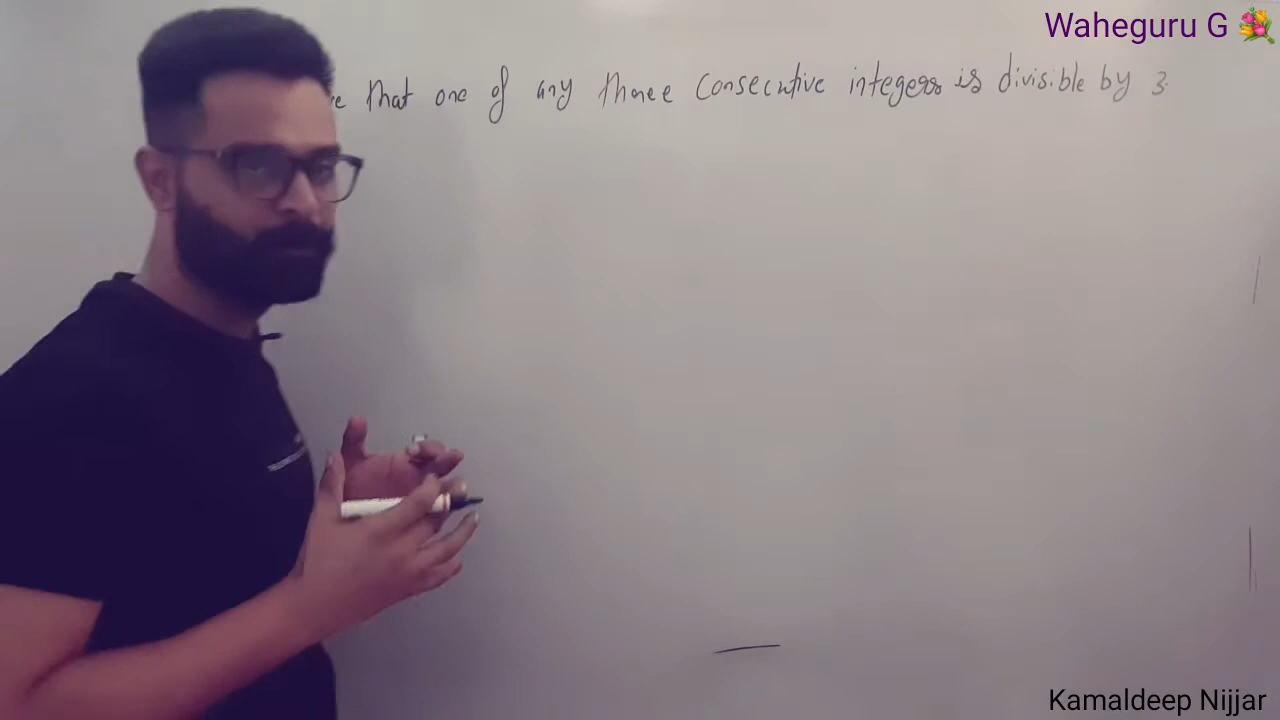 Waheguru G 💐
e that one of any three consecutive integers is divisible by 3.
Kamaldeep Nijjar